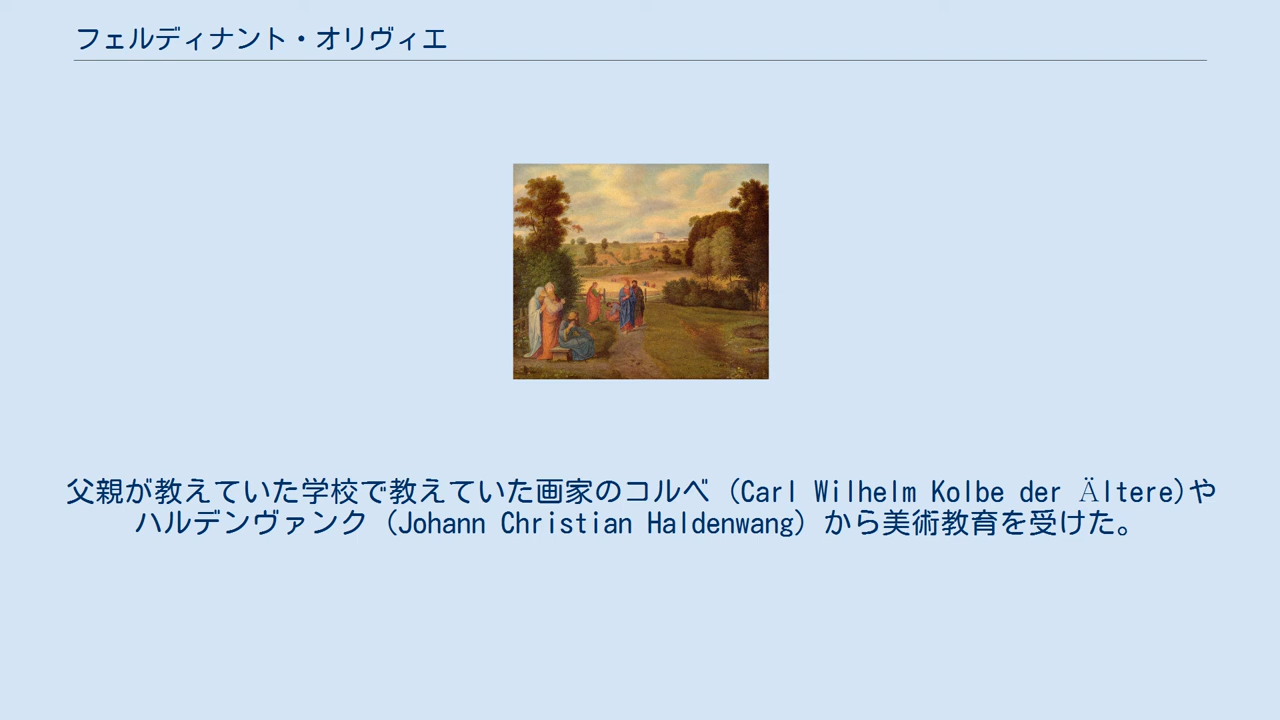 フェルディナント・オリヴィエ
父親が教えていた学校で教えていた画家のコルベ (Carl Wilhelm Kolbe der Ältere)や
ハルデンヴァンク (Johann Christian Haldenwang) から美術教育を受けた。